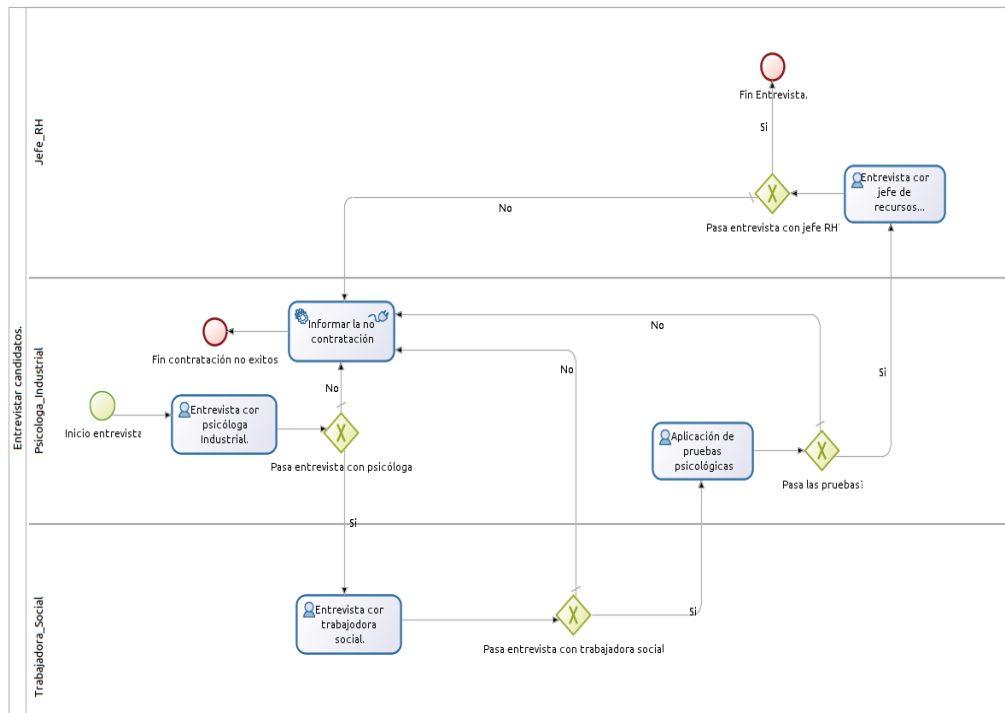 Entrevistar candidatos.
Jefe_RH
Fin Entrevista.
Si
Entrevista cor
jefe de
recursos...
No
Pasa entrevista con jefe RH
Psicologa_Industrial
Informar la no
contratación
Fin contratación no exitos
No
No
No
Si
Inicio entrevista
Entrevista cor
psicóloga
Industrial.
Pasa entrevista con psicóloga
Aplicación de
pruebas
psicológicas
Pasa las pruebas?
Si
Trabajadora_Social
Entrevista cor
trabajodora
social.
Si
Pasa entrevista con trabajadora social